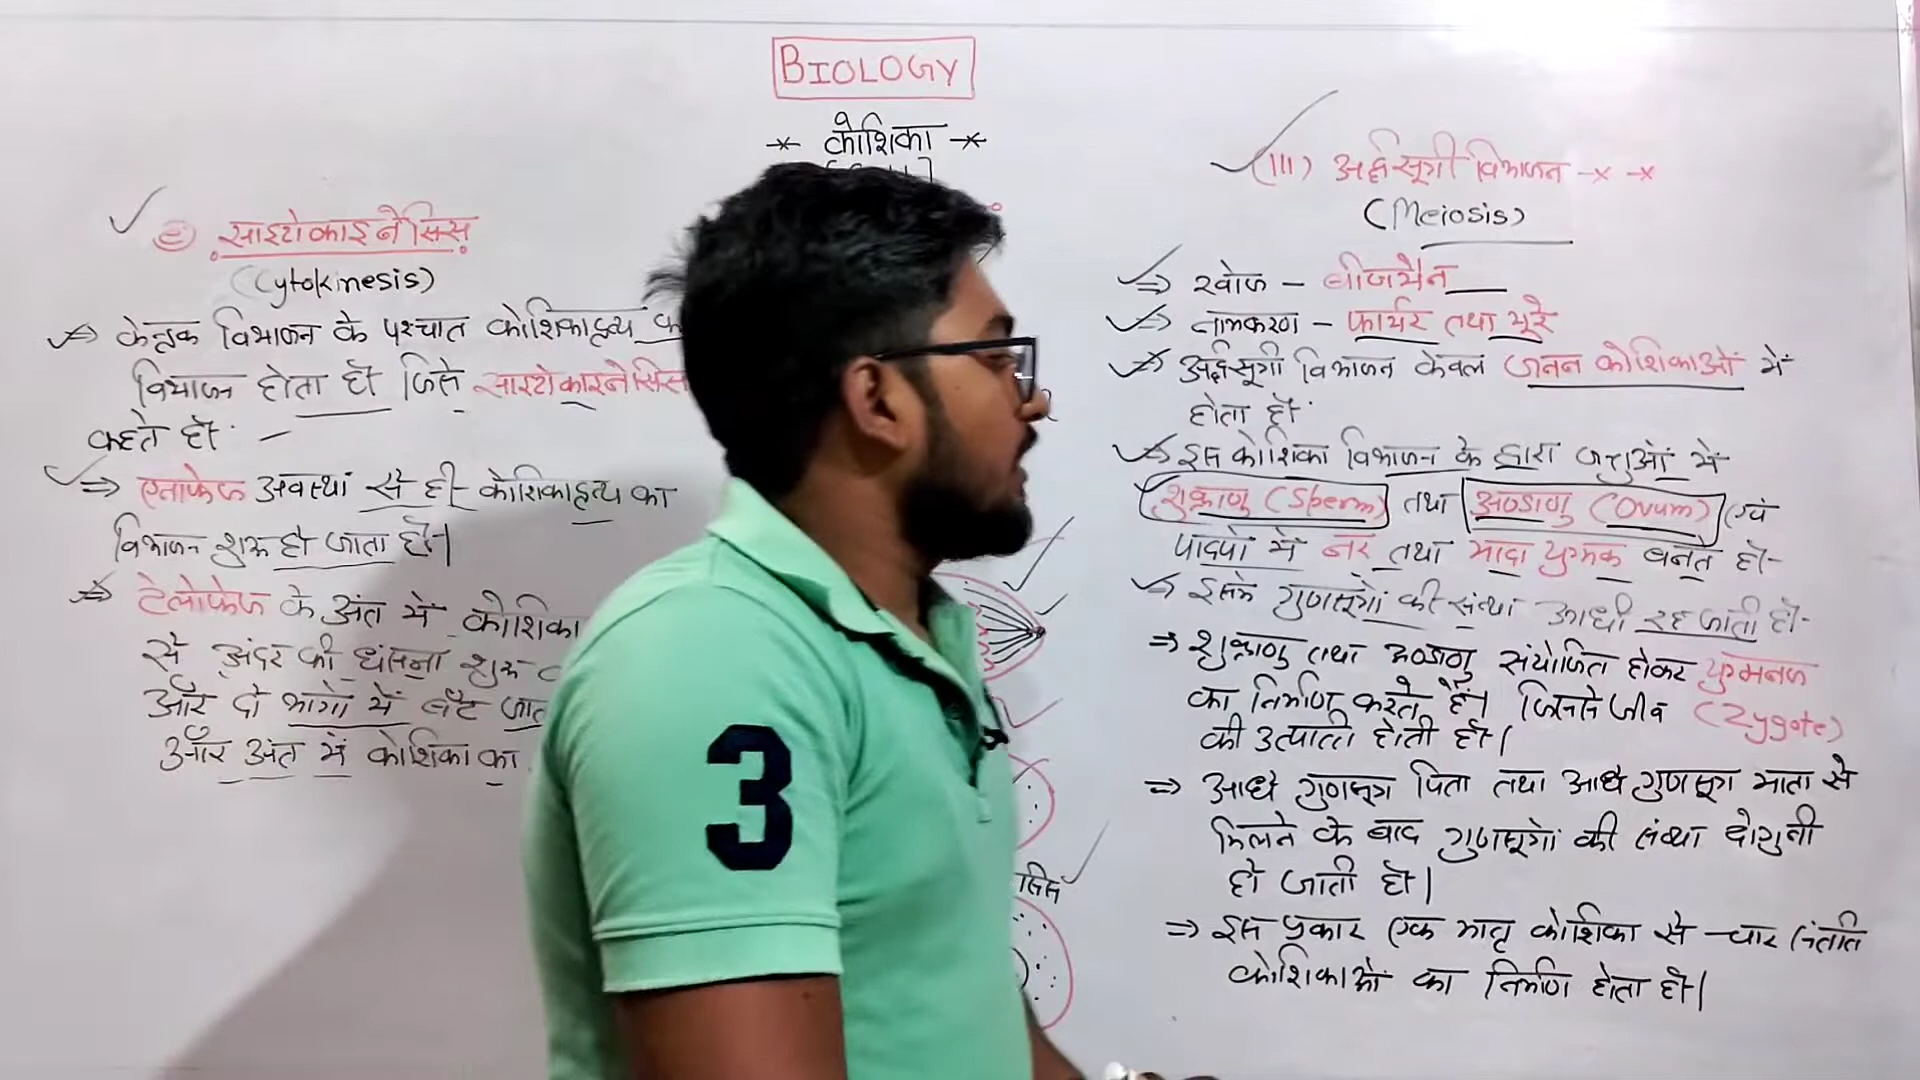 BIOLOGY
-*- कोशिका -*-
(e) साइटोकाइनेसिस
(Cytokinesis)
⇒ केन्द्रक विभाजन के पश्चात कोशिकाद्रव्य
विभाजन होता है जिसे साइटोकाइनेसिस
कहते है।
⇒ एनाफेज अवस्था से ही कोशिकाद्रव्य का
विभाजन शुरू हो जाता है।
⇒ टेलोफेज के अंत में कोशिका
से अंदर की धंसना शुरू
और दो भागों में बँट जात
और अंत में कोशिका का
सिस
(III) अर्द्धसूत्री विभाजन -x -x
(Meiosis)
⇒ खोज - बीजमैन
⇒ नामकरण - फार्मर तथा मूरे
⇒ अर्द्धसूत्री विभाजन केवल जनन कोशिकाओं में
होता है।
⇒ इस कोशिका विभाजन के द्वारा जन्तुओं में
शुक्राणु (Sperm) तथा अण्डाणु (Ovum) एवं
पादपों में नर तथा मादा युग्मक बनते है-
⇒ इसमें गुणसूत्रों की संख्या आधी रह जाती है-
⇒ शुक्राणु तथा अण्डाणु संयोजित होकर युग्मनज
का निर्माण करते हैं। जिससे जीव (Zygote)
की उत्पत्ति होती है।
⇒ आधे गुणसूत्र पिता तथा आधे गुणसूत्र माता से
मिलने के बाद गुणसूत्रों की संख्या दोगुनी
हो जाती है।
⇒ इस प्रकार एक मातृ कोशिका से चार संतति
कोशिकाओं का निर्माण होता है।
3